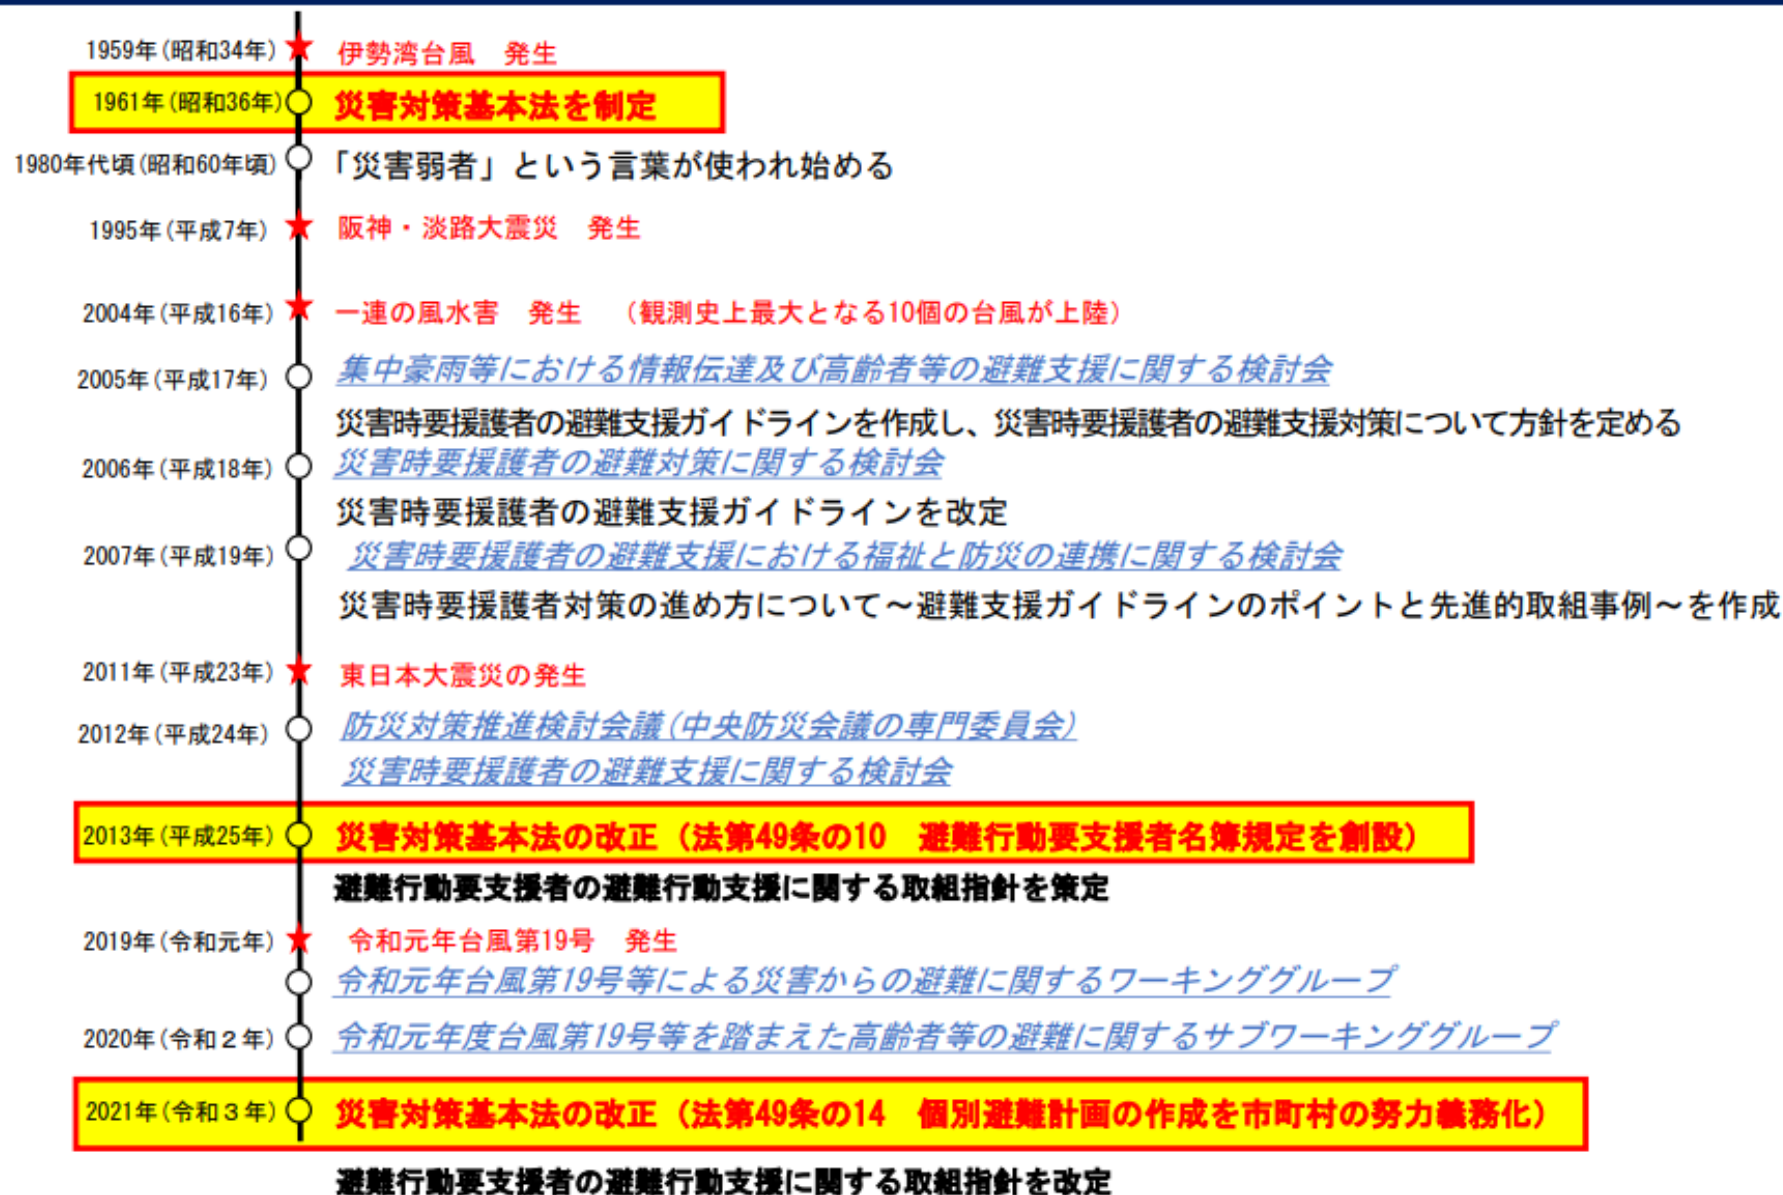 1959年(昭和34年) 伊勢湾台風　発生
1961年(昭和36年) 災害対策基本法を制定
1980年代頃(昭和60年頃) 「災害弱者」という言葉が使われ始める
1995年(平成7年) 阪神・淡路大震災　発生
2004年(平成16年) 一連の風水害　発生　（観測史上最大となる10個の台風が上陸）
2005年(平成17年) 集中豪雨等における情報伝達及び高齢者等の避難支援に関する検討会
災害時要援護者の避難支援ガイドラインを作成し、災害時要援護者の避難支援対策について方針を定める
2006年(平成18年) 災害時要援護者の避難対策に関する検討会
災害時要援護者の避難支援ガイドラインを改定
2007年(平成19年) 災害時要援護者の避難支援における福祉と防災の連携に関する検討会
災害時要援護者対策の進め方について～避難支援ガイドラインのポイントと先進的取組事例～を作成
2011年(平成23年) 東日本大震災の発生
2012年(平成24年) 防災対策推進検討会議(中央防災会議の専門委員会)
災害時要援護者の避難支援に関する検討会
2013年(平成25年) 災害対策基本法の改正（法第49条の10　避難行動要支援者名簿規定を創設）
避難行動要支援者の避難行動支援に関する取組指針を策定
2019年(令和元年) 令和元年台風第19号　発生
令和元年台風第19号等による災害からの避難に関するワーキンググループ
2020年(令和２年) 令和元年度台風第19号等を踏まえた高齢者等の避難に関するサブワーキンググループ
2021年(令和３年) 災害対策基本法の改正（法第49条の14　個別避難計画の作成を市町村の努力義務化）
避難行動要支援者の避難行動支援に関する取組指針を改定